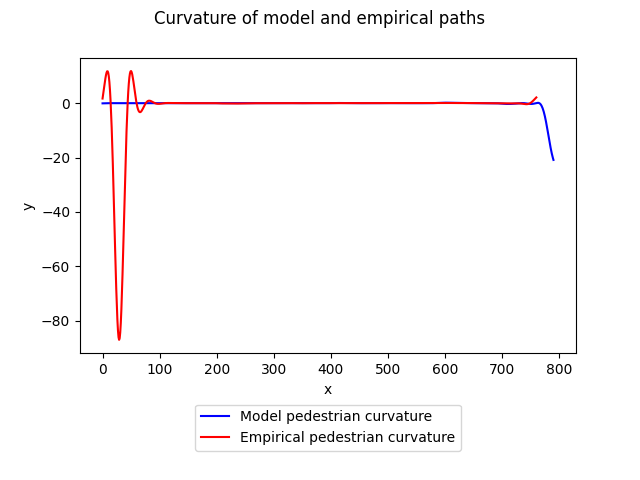 Curvature of model and empirical paths
0
−20
−40
−60
−80
y
0 100 200 300 400 500 600 700 800
x
Model pedestrian curvature
Empirical pedestrian curvature